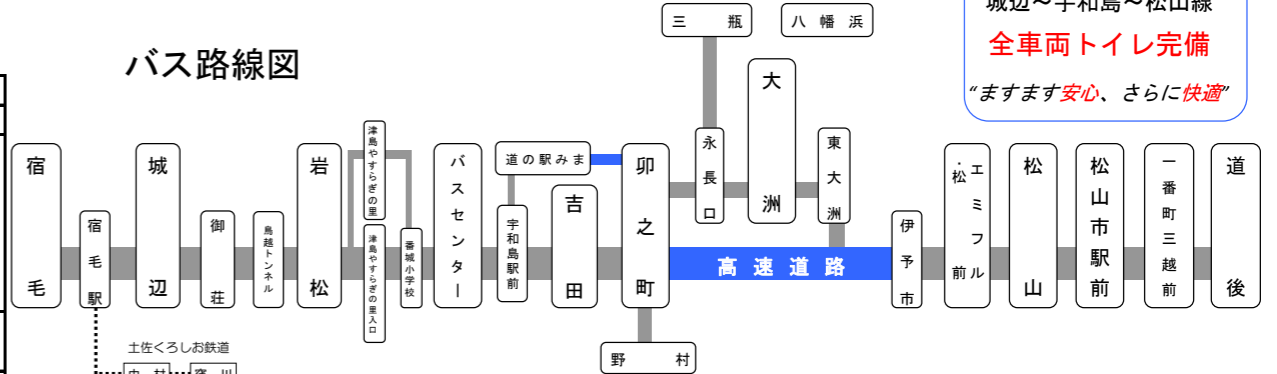 城辺～宇和島～松山線
全車両トイレ完備
“ますます安心、さらに快適”
バス路線図
三瓶
八幡浜
宿毛
宿毛駅
城辺
御荘
鳥越トンネル
岩松
津島やすらぎの里
津島やすらぎの里入口
番城小学校
バスセンター
道の駅みま
宇和島駅前
吉田
卯之町
野村
永長口
大洲
東大洲
高速道路
伊予市
エミフル
・松前
松山
松山市駅前
一番町三越前
道後
土佐くろしお鉄道
中村
窪川